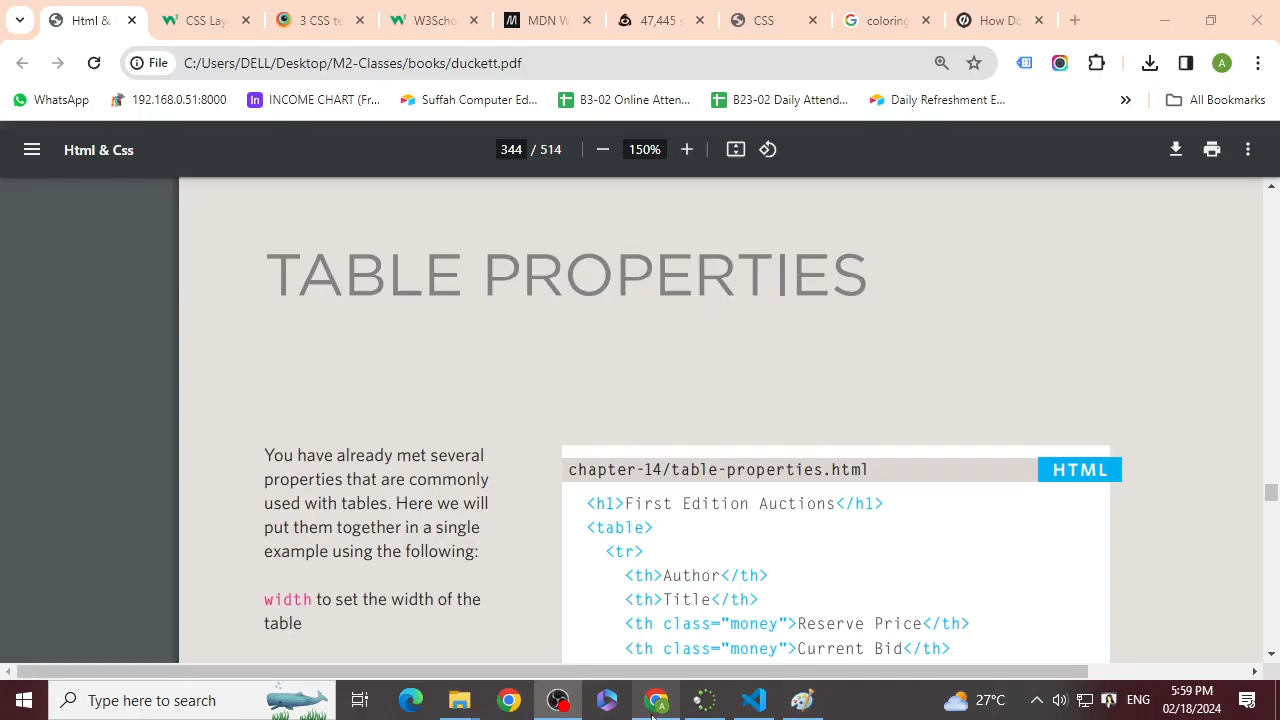 Html &
CSS Lay
3 CSS te
W3Scho
MDN W
47,445 s
CSS
coloring
How Do
File
C:/Users/DELL/Desktop/M2-Classes/books/duckett.pdf
A
WhatsApp
192.168.0.51:8000
In
INCOME CHART (Fr...
Suffah Computer Ed...
B3-02 Online Atten...
B23-02 Daily Attend...
Daily Refreshment E...
All Bookmarks
Html & Css
344 / 514
150%
TABLE PROPERTIES
You have already met several
properties that are commonly
used with tables. Here we will
put them together in a single
example using the following:
width to set the width of the
table
chapter-14/table-properties.html
HTML
<h1>First Edition Auctions</h1>
<table>
<tr>
<th>Author</th>
<th>Title</th>
<th class="money">Reserve Price</th>
<th class="money">Current Bid</th>
Type here to search
27°C
ENG
5:59 PM
02/18/2024